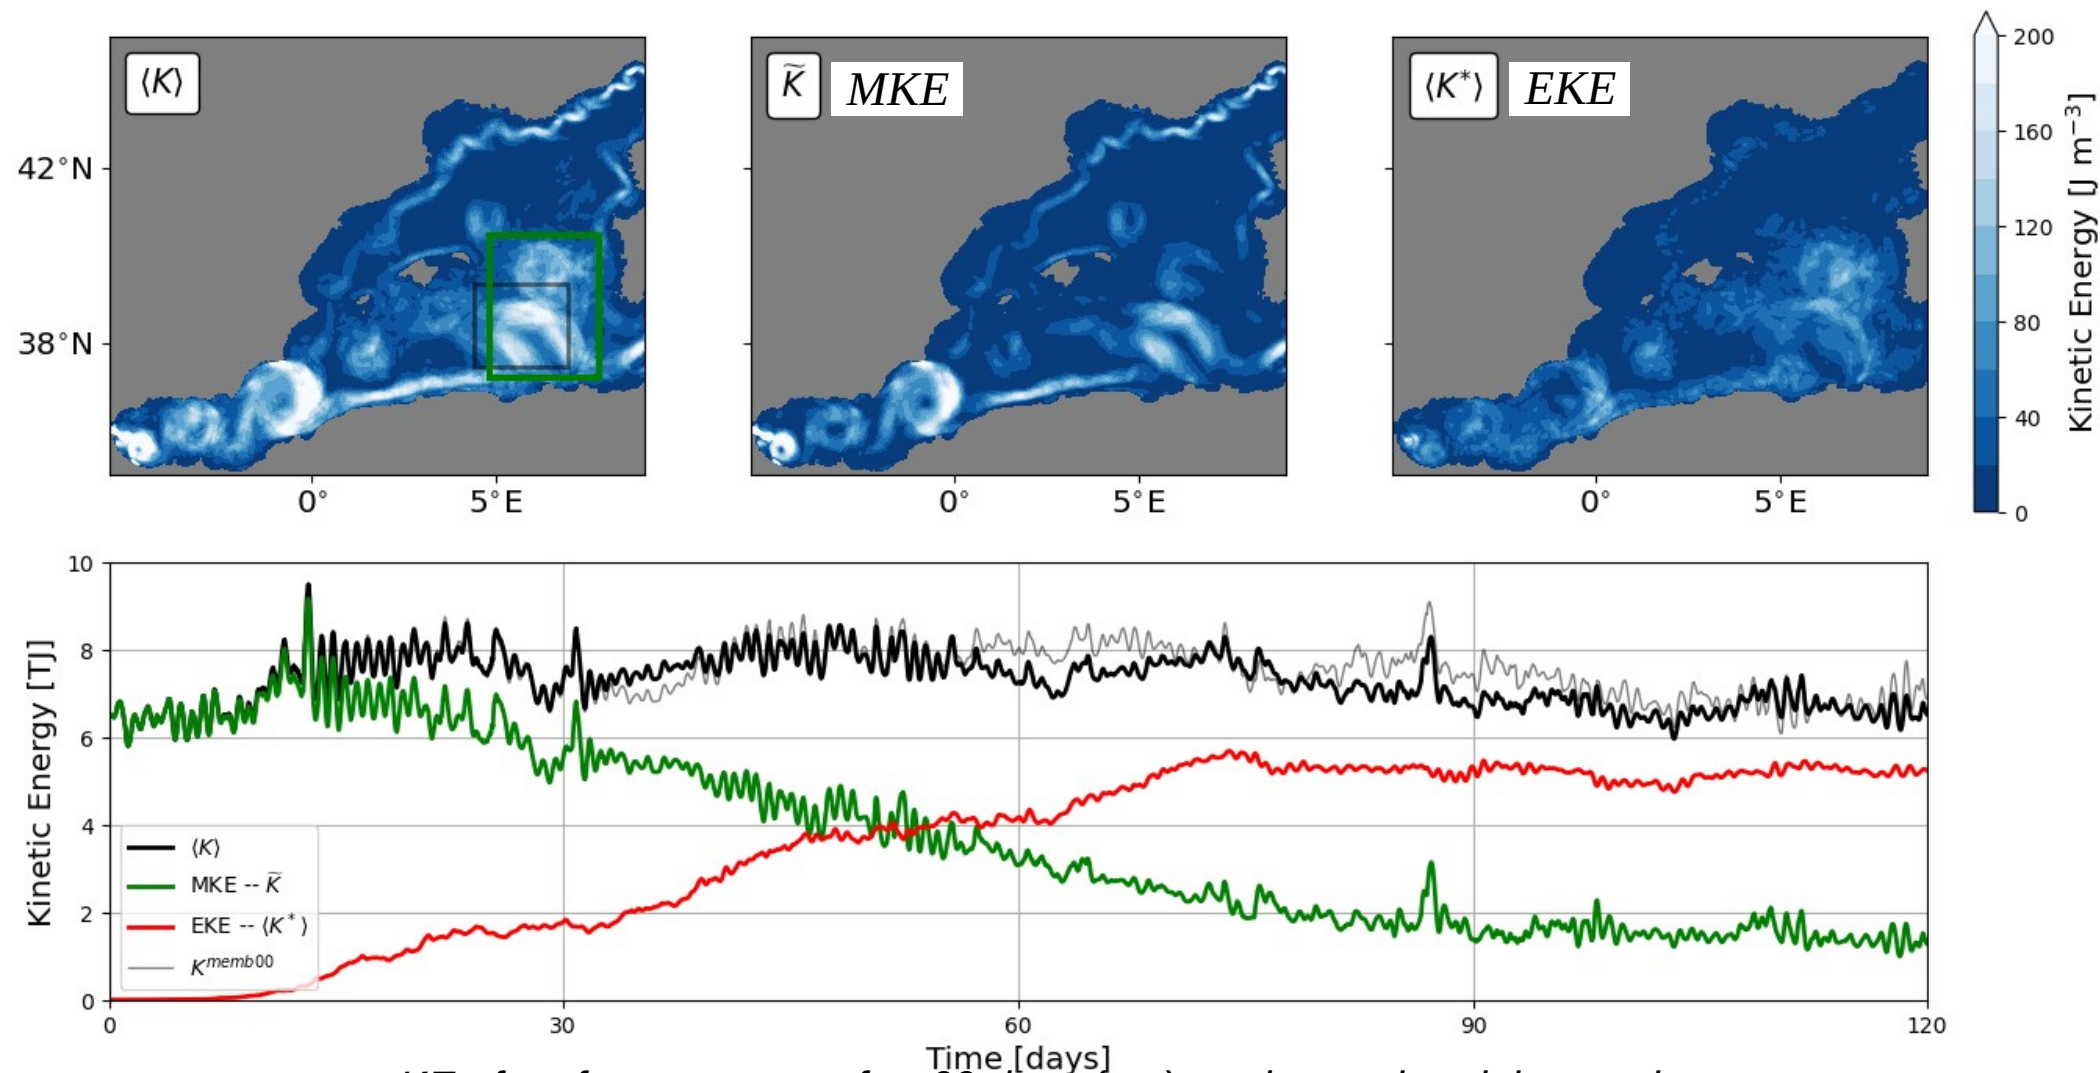 ⟨K⟩
K̃ MKE
⟨K*⟩ EKE
42°N
38°N
0° 5°E
0° 5°E
0° 5°E
200
160
120
80
40
0
Kinetic Energy [J m⁻³]
Kinetic Energy [TJ]
10
8
6
4
2
0
⟨K⟩
MKE -- K̃
EKE -- ⟨K*⟩
K^memb00
0 30 60 90 120
Time [days]